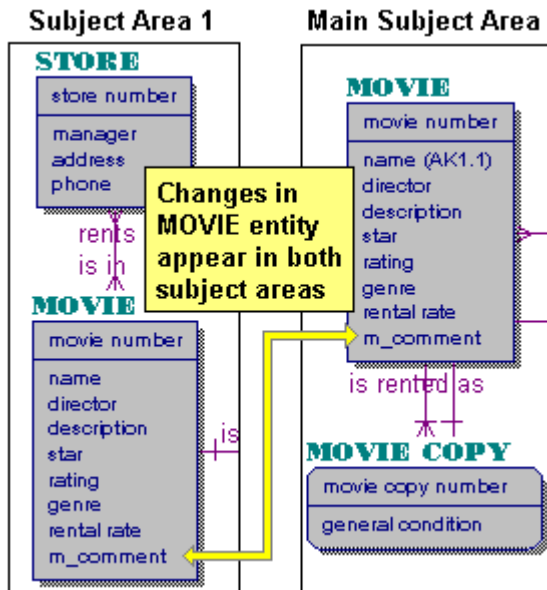 Subject Area 1
STORE
store number
manager
address
phone
rents
is in
MOVIE
movie number
name
director
description
star
rating
genre
rental rate
m_comment
is
Changes in
MOVIE entity
appear in both
subject areas
Main Subject Area
MOVIE
movie number
name (AK1.1)
director
description
star
rating
genre
rental rate
m_comment
is rented as
MOVIE COPY
movie copy number
general condition